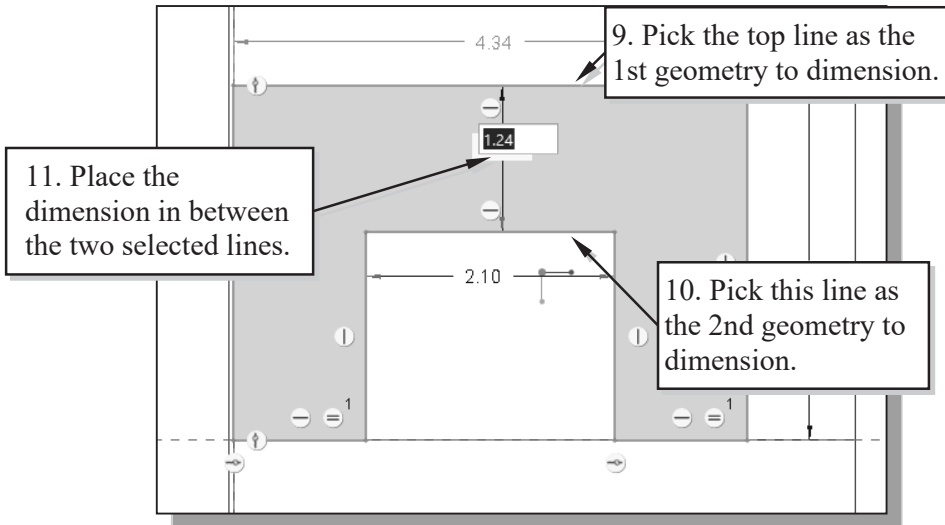 4.34
9. Pick the top line as the
1st geometry to dimension.
1.24
11. Place the
dimension in between
the two selected lines.
2.10
10. Pick this line as
the 2nd geometry to
dimension.
1
1